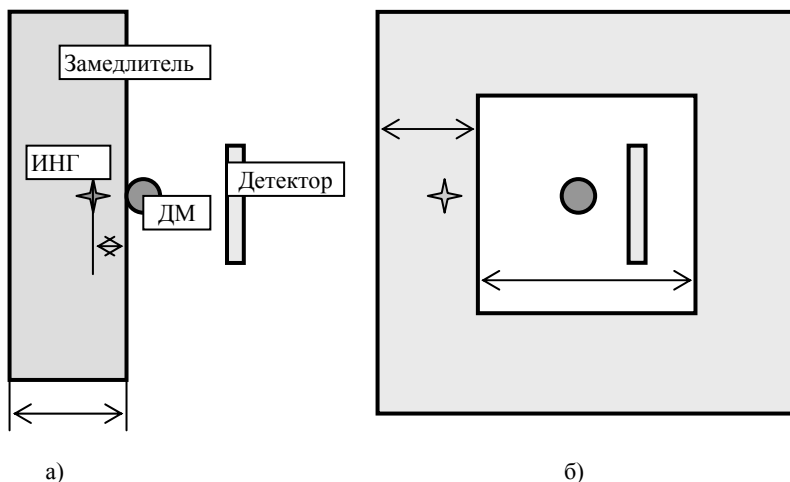 Замедлитель
ИНГ
Детектор
ДМ
а)
б)